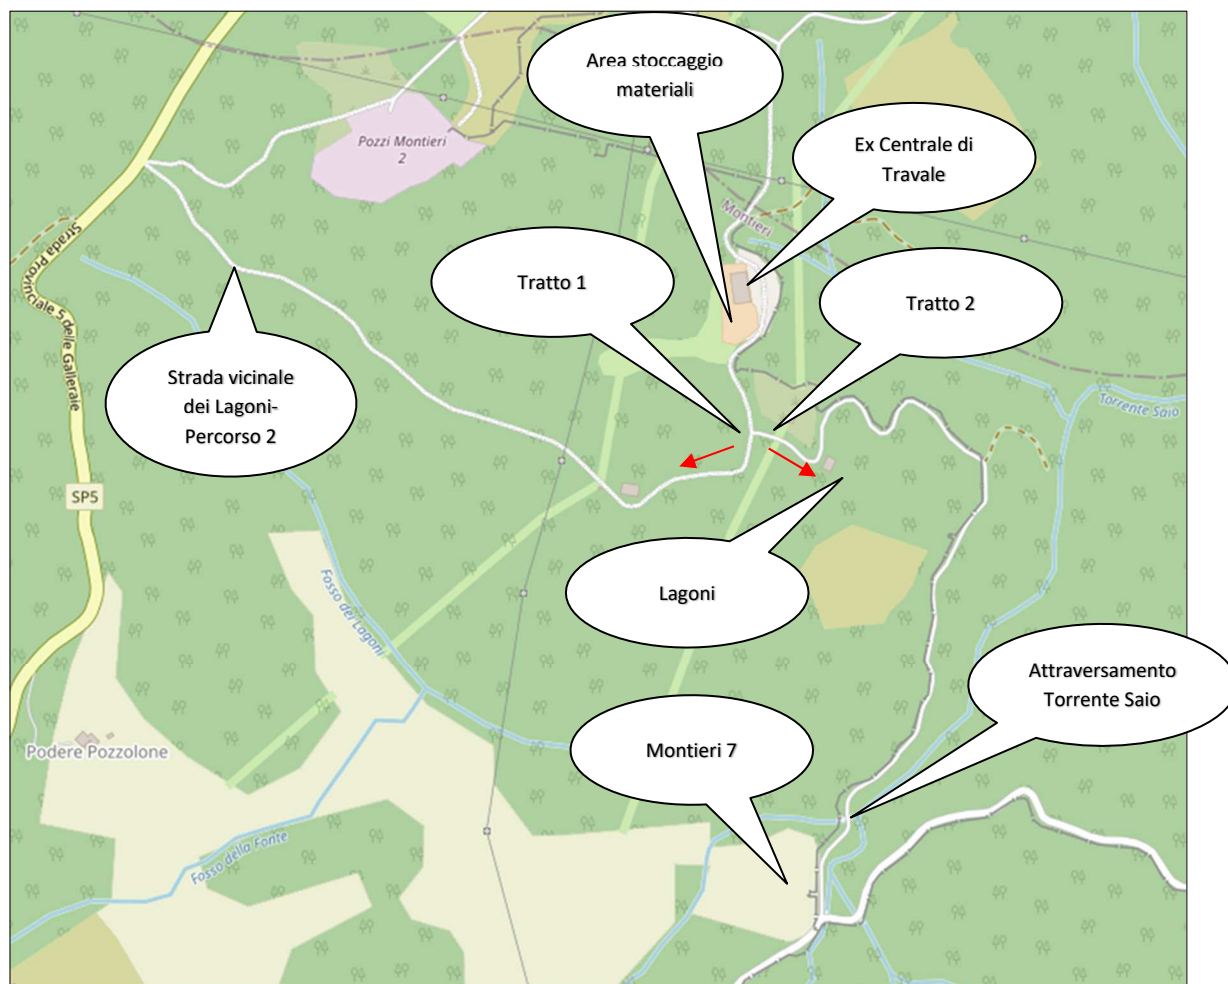 Area stoccaggio
materiali
Ex Centrale di
Travale
Pozzi Montieri
2
Montieri
Strada Provinciale 5 delle Galleraie
Tratto 1
Tratto 2
Strada vicinale
dei Lagoni-
Percorso 2
Torrente Saio
SP5
Lagoni
Fosso dei Lagoni
Attraversamento
Torrente Saio
Montieri 7
Podere Pozzolone
Fosso della Fonte